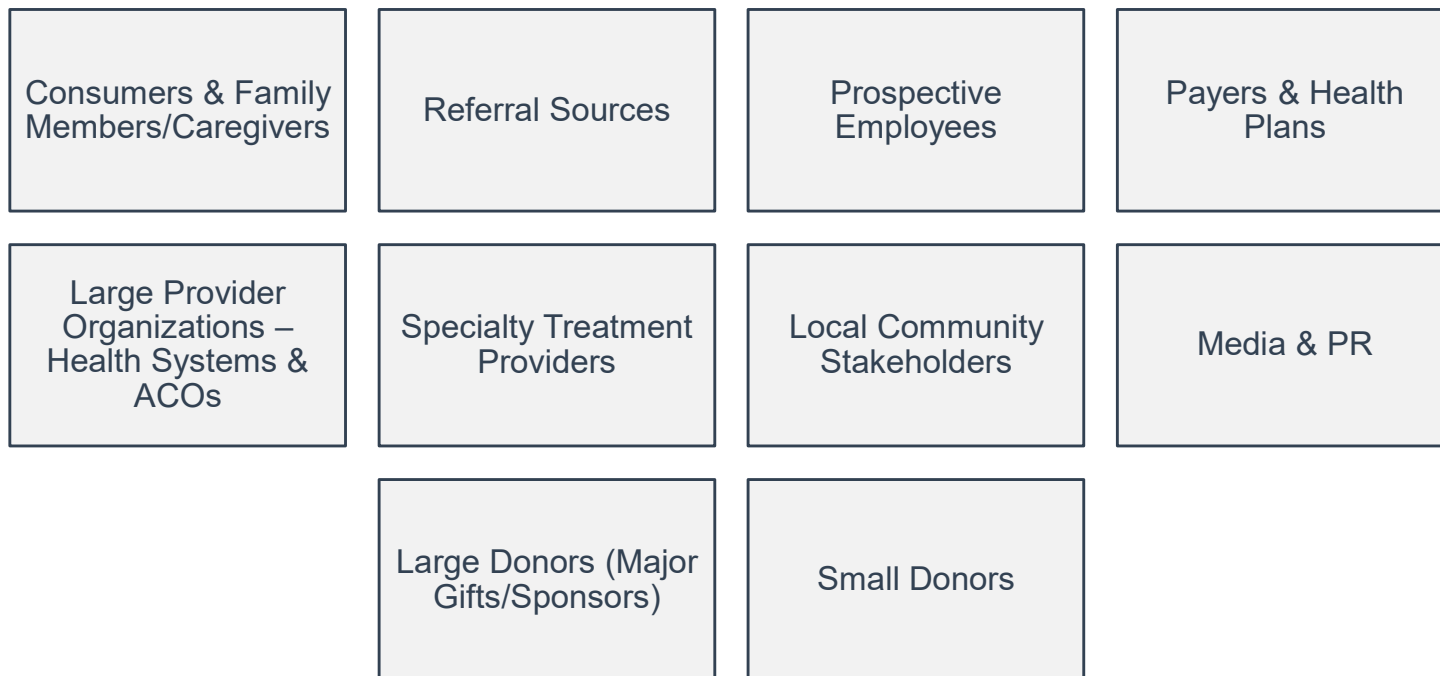 Consumers & Family
Members/Caregivers
Referral Sources
Prospective
Employees
Payers & Health
Plans
Large Provider
Organizations –
Health Systems &
ACOs
Specialty Treatment
Providers
Local Community
Stakeholders
Media & PR
Large Donors (Major
Gifts/Sponsors)
Small Donors